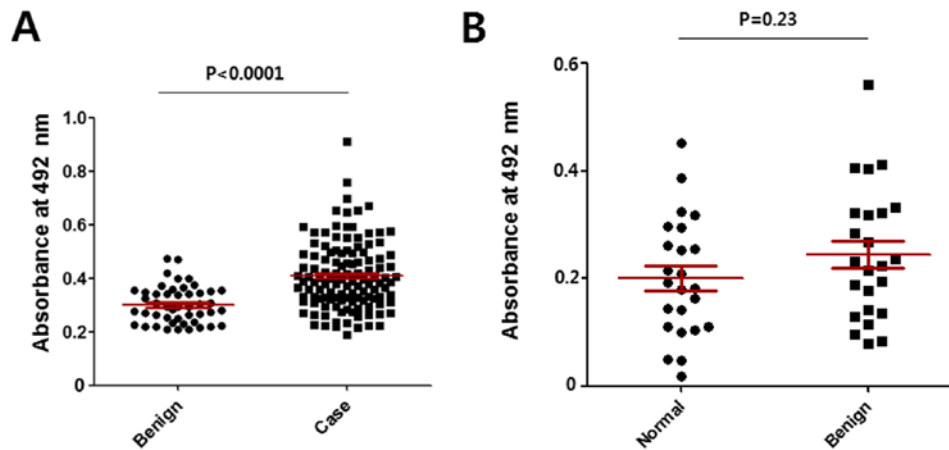 A
P<0.0001
Absorbance at 492 nm
1.0
0.8
0.6
0.4
0.2
0
Benign
Case
B
P=0.23
Absorbance at 492 nm
0.6
0.4
0.2
0
Normal
Benign